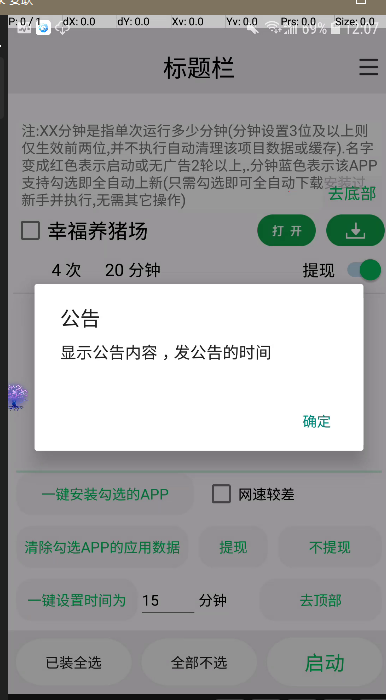 P: 0 / 1 dX: 0.0 dY: 0.0 Xv: 0.0 Yv: 0.0 Prs: 0.0 Size: 0.0
69% 12:07
标题栏
注:XX分钟是指单次运行多少分钟(分钟设置3位及以上则
仅生效前两位,并不执行自动清理该项目数据或缓存).名字
变成红色表示启动或无广告2轮以上,.分钟蓝色表示该APP
支持勾选即全自动上新(只需勾选即可全自动下载安装过
新手并执行,无需其它操作)
去底部
幸福养猪场 打 开
4 次 20 分钟 提现
公告
显示公告内容，发公告的时间
确定
一键安装勾选的APP 网速较差
清除勾选APP的应用数据 提现 不提现
一键设置时间为 15 分钟 去顶部
已装全选 全部不选 启动